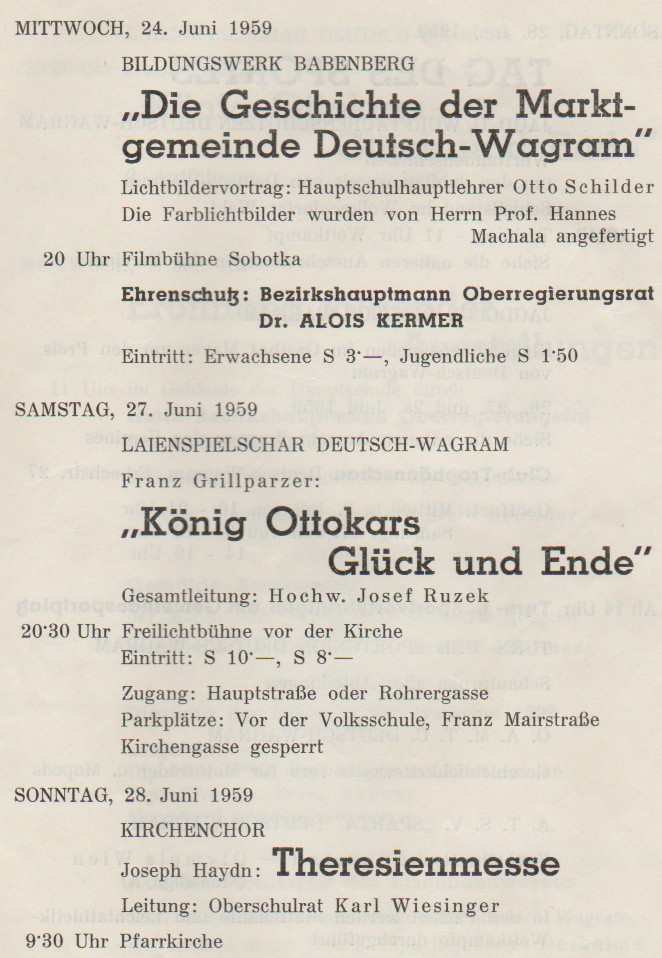 MITTWOCH, 24. Juni 1959
BILDUNGSWERK BABENBERG
„Die Geschichte der Markt-
gemeinde Deutsch-Wagram"
Lichtbildervortrag: Hauptschulhauptlehrer Otto Schilder
Die Farblichtbilder wurden von Herrn Prof. Hannes
Machala angefertigt
20 Uhr Filmbühne Sobotka
Ehrenschutz: Bezirkshauptmann Oberregierungsrat
Dr. ALOIS KERMER
Eintritt: Erwachsene S 3·—, Jugendliche S 1·50
SAMSTAG, 27. Juni 1959
LAIENSPIELSCHAR DEUTSCH-WAGRAM
Franz Grillparzer:
„König Ottokars
Glück und Ende"
Gesamtleitung: Hochw. Josef Ruzek
20·30 Uhr Freilichtbühne vor der Kirche
Eintritt: S 10·—, S 8·—
Zugang: Hauptstraße oder Rohrergasse
Parkplätze: Vor der Volksschule, Franz Mairstraße
Kirchengasse gesperrt
SONNTAG, 28. Juni 1959
KIRCHENCHOR
Joseph Haydn: Theresienmesse
Leitung: Oberschulrat Karl Wiesinger
9·30 Uhr Pfarrkirche